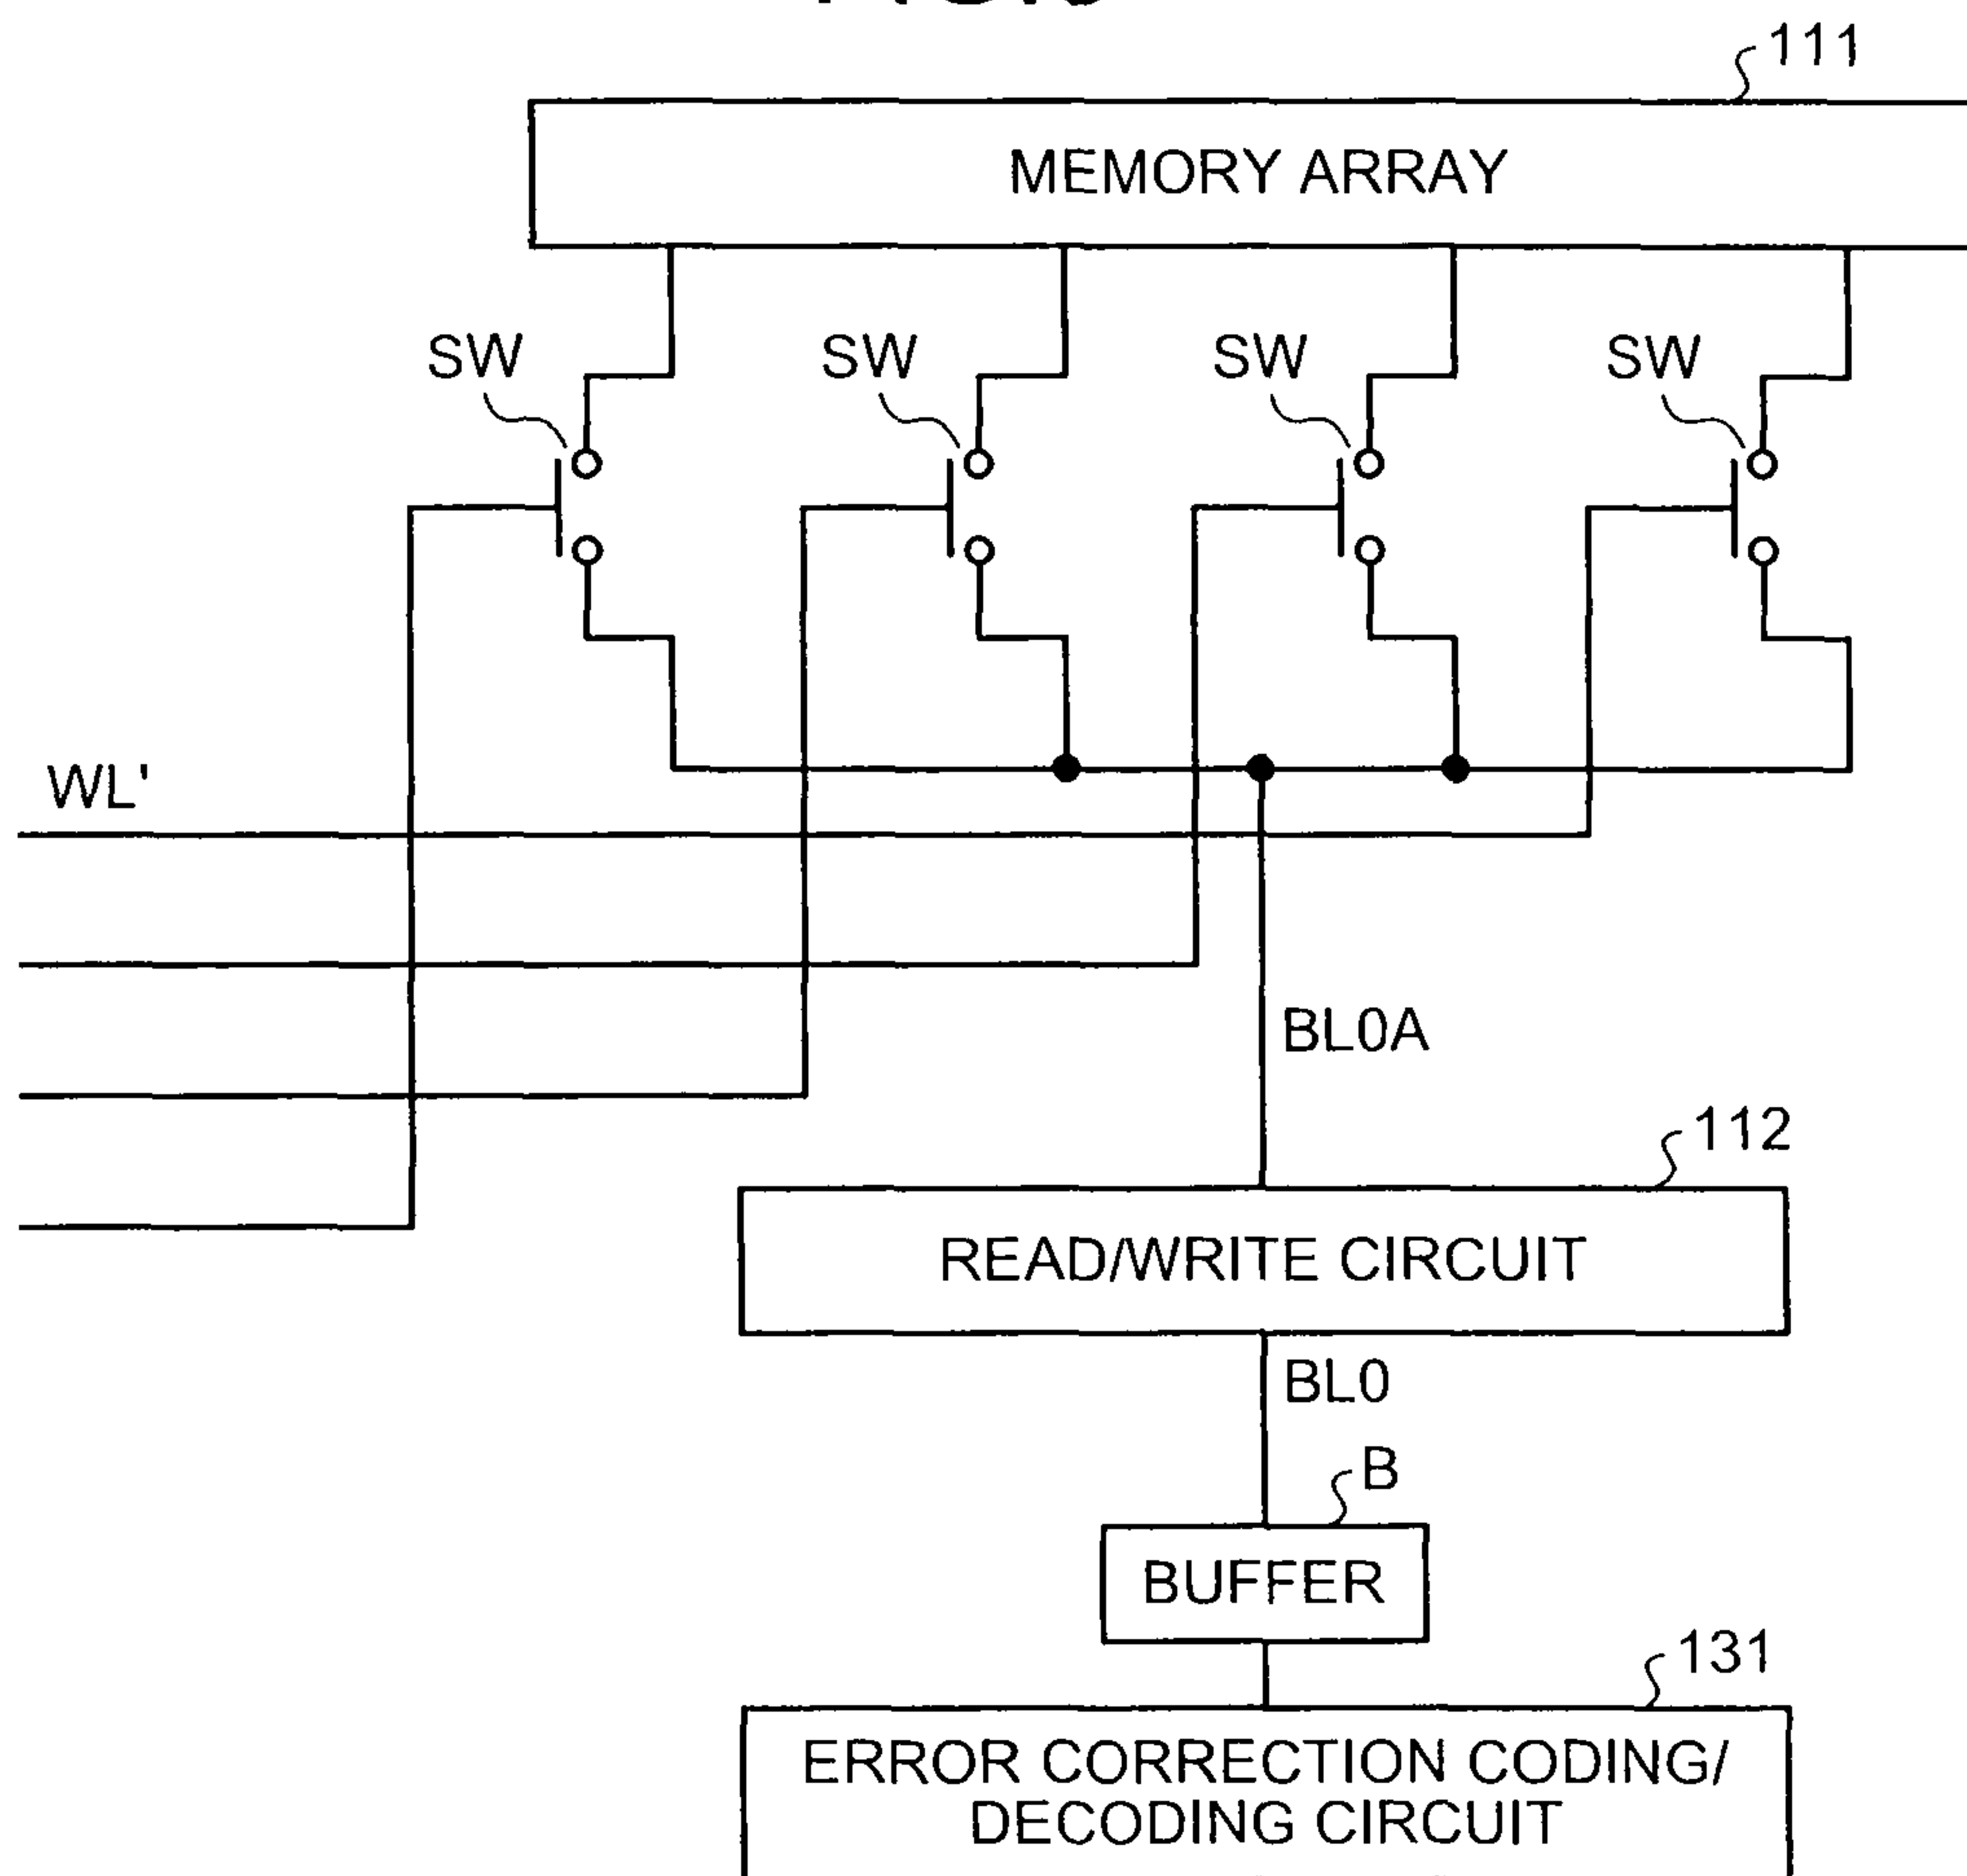 111
MEMORY ARRAY
SW SW SW SW
WL'
BL0A
112
READ/WRITE CIRCUIT
BL0
B
BUFFER
131
ERROR CORRECTION CODING/
DECODING CIRCUIT